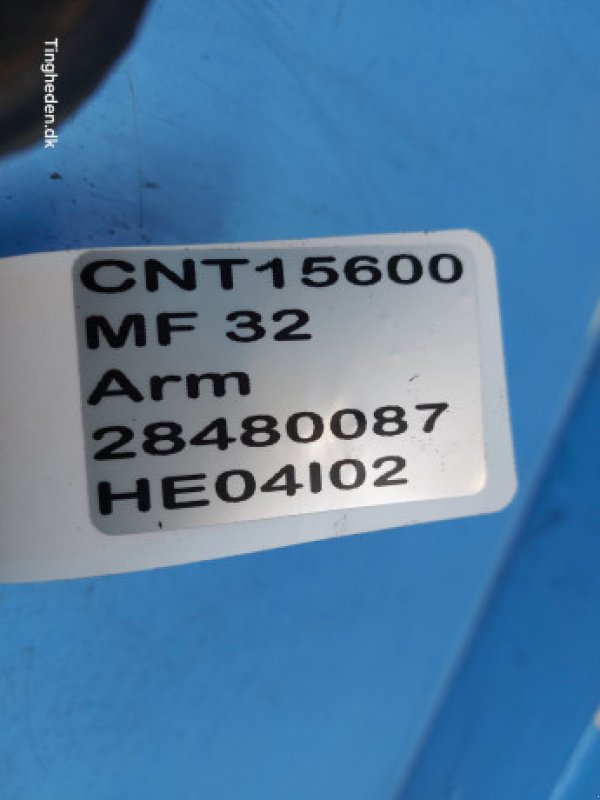 Tingheden.dk
CNT15600
MF 32
Arm
28480087
HE04I02